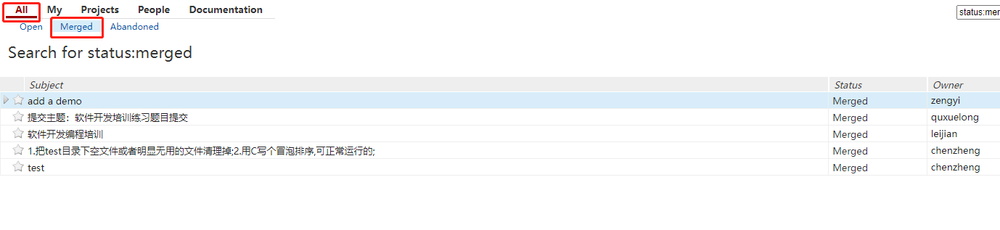 All My Projects People Documentation
status:mer
Open Merged Abandoned
Search for status:merged
Subject Status Owner
add a demo Merged zengyi
提交主题：软件开发培训练习题目提交 Merged quxuelong
软件开发编程培训 Merged leijian
1.把test目录下空文件或者明显无用的文件清理掉;2.用C写个冒泡排序,可正常运行的; Merged chenzheng
test Merged chenzheng